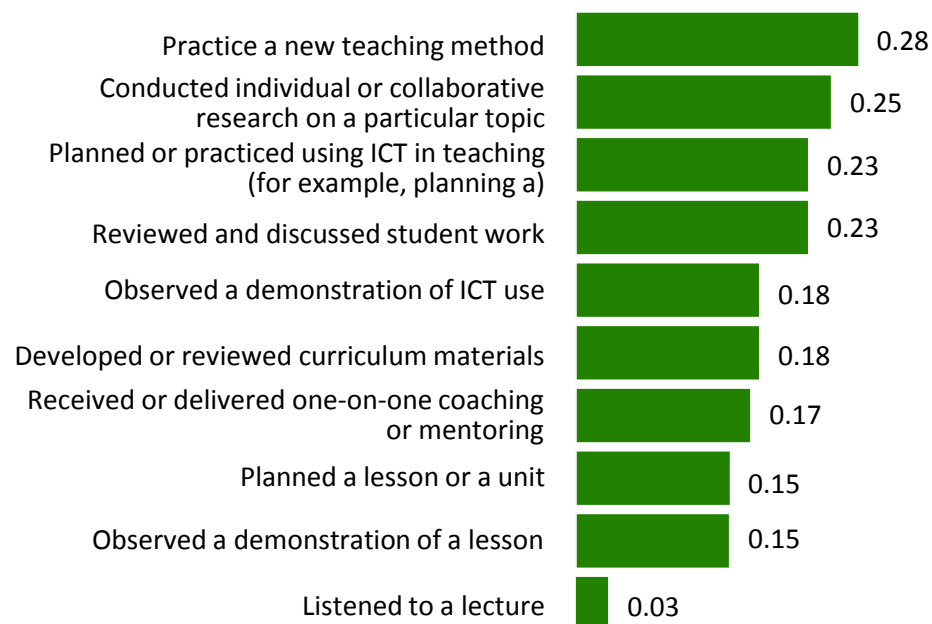 Practice a new teaching method 0.28
Conducted individual or collaborative
research on a particular topic 0.25
Planned or practiced using ICT in teaching
(for example, planning a) 0.23
Reviewed and discussed student work 0.23
Observed a demonstration of ICT use 0.18
Developed or reviewed curriculum materials 0.18
Received or delivered one-on-one coaching
or mentoring 0.17
Planned a lesson or a unit 0.15
Observed a demonstration of a lesson 0.15
Listened to a lecture 0.03